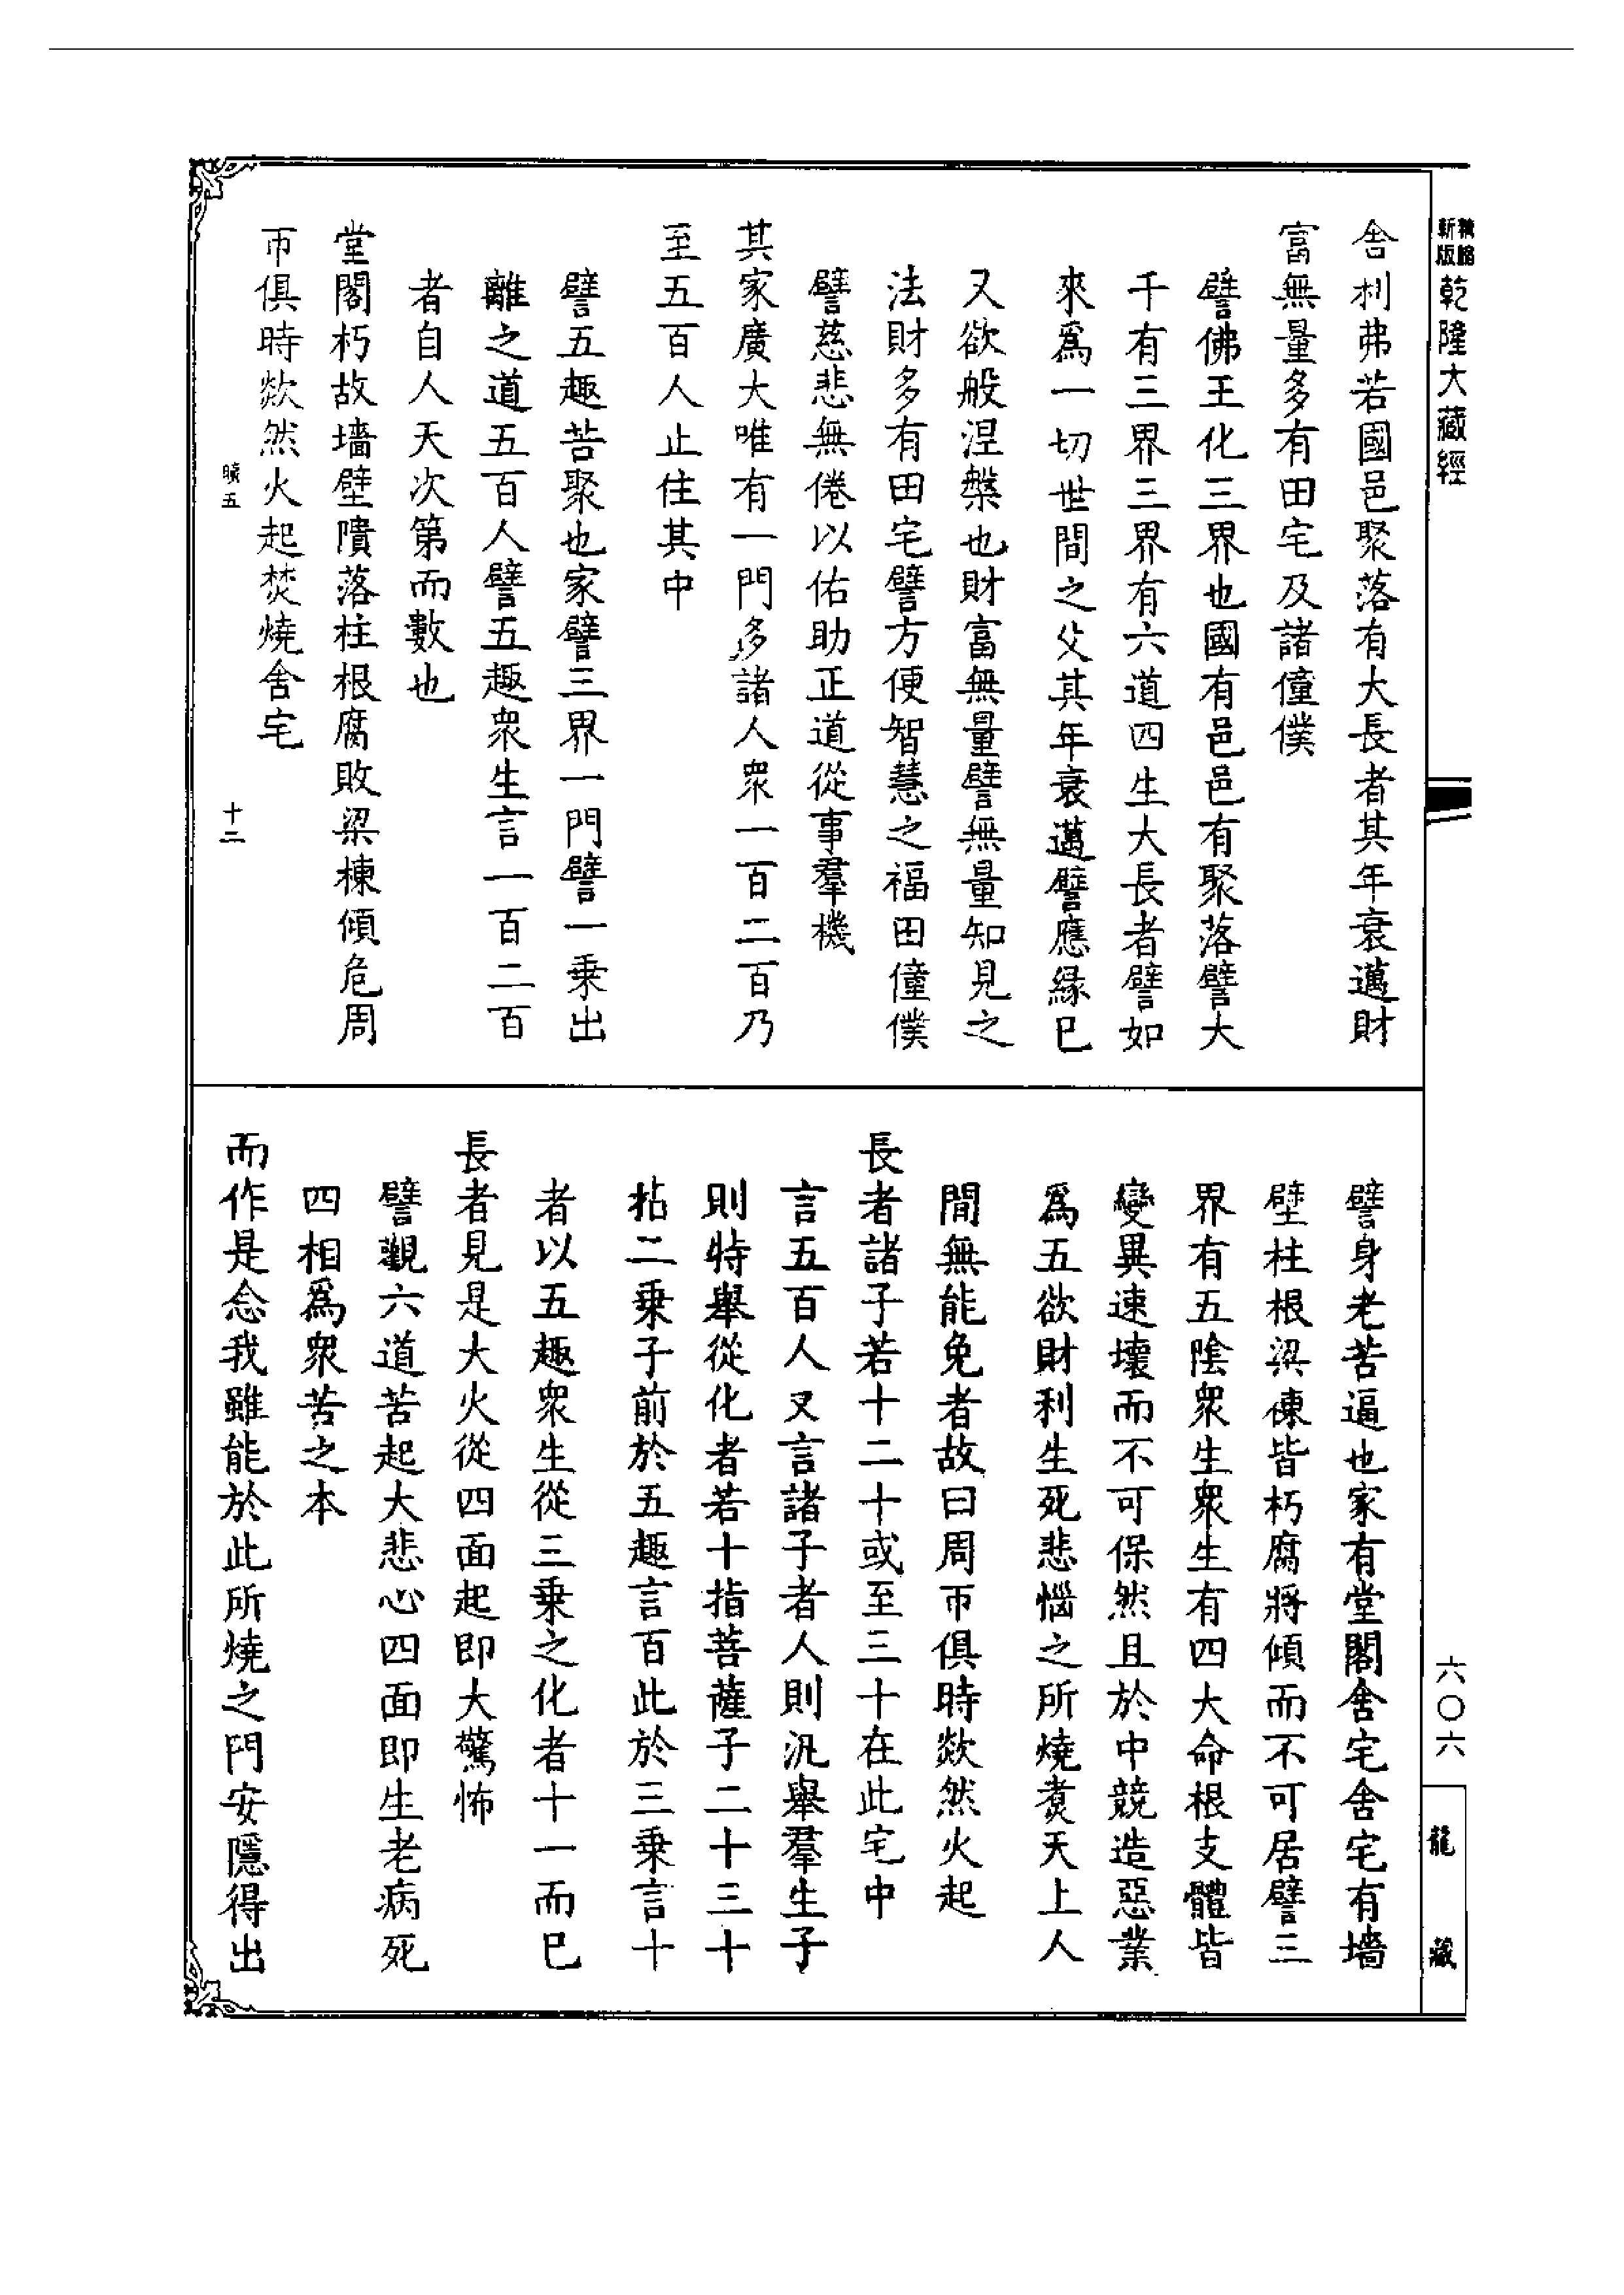 新版
精縮
乾隆大藏經
舍利弗若國邑聚落有大長者其年衰邁財
富無量多有田宅及諸僮僕
譬佛王化三界也國有邑邑有聚落譬大
千有三界三界有六道四生大長者譬如
來爲一切世間之父其年衰邁譬應緣已
又欲般涅槃也財富無量譬無量知見之
法財多有田宅譬方便智慧之福田僮僕
譬慈悲無倦以佑助正道從事羣機
其家廣大唯有一門多諸人衆一百二百乃
至五百人止住其中
譬五趣苦聚也家譬三界一門譬一乗出
離之道五百人譬五趣衆生言一百二百
者自人天次第而數也
堂閣朽故墻壁隤落柱根腐敗梁棟傾危周
帀俱時欻然火起焚燒舍宅
曠五
十二
譬身老苦逼也家有堂閣舍宅舍宅有墻
壁柱根梁棟皆朽腐將傾而不可居譬三
界有五陰衆生衆生有四大命根支體皆
變異速壞而不可保然且於中競造惡業
爲五欲財利生死悲惱之所燒煑天上人
間無能免者故曰周帀俱時欻然火起
長者諸子若十二十或至三十在此宅中
言五百人又言諸子者人則汎舉羣生子
則特舉從化者若十指菩薩子二十三十
拈二乗子前於五趣言百此於三乗言十
者以五趣衆生從三乗之化者十一而已
長者見是大火從四面起即大驚怖
譬觀六道苦起大悲心四面即生老病死
四相爲衆苦之本
而作是念我雖能於此所燒之門安隱得出
六〇六
龍藏